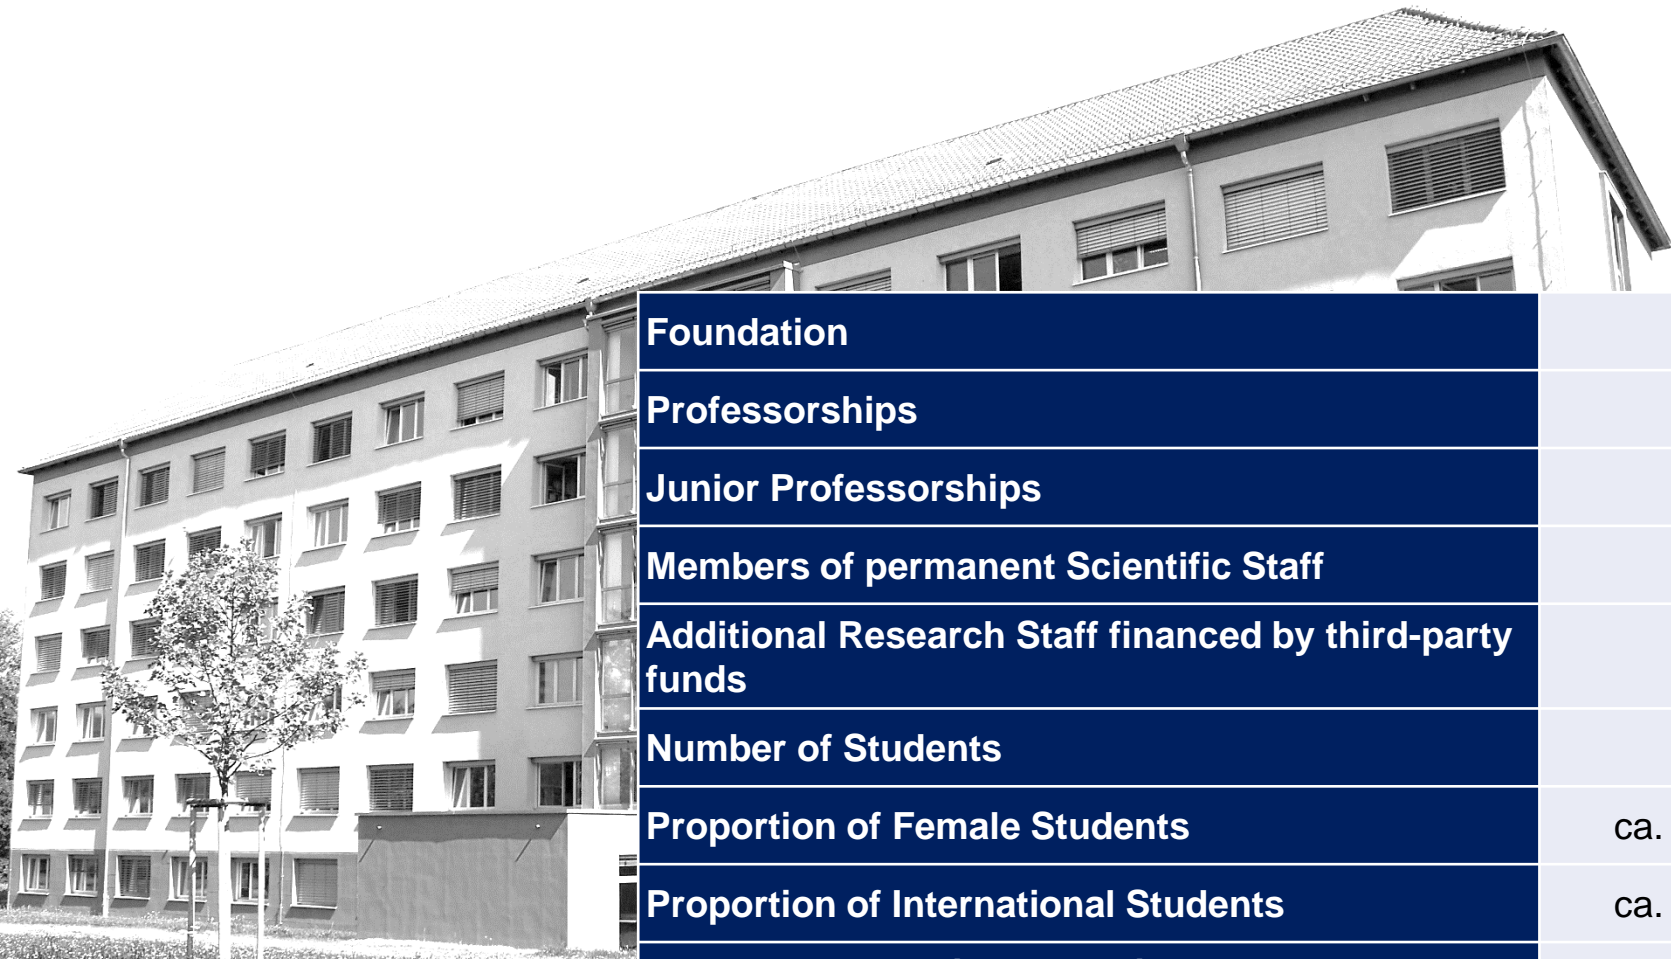 Foundation
Professorships
Junior Professorships
Members of permanent Scientific Staff
Additional Research Staff financed by third-party
funds
Number of Students
Proportion of Female Students ca.
Proportion of International Students ca.